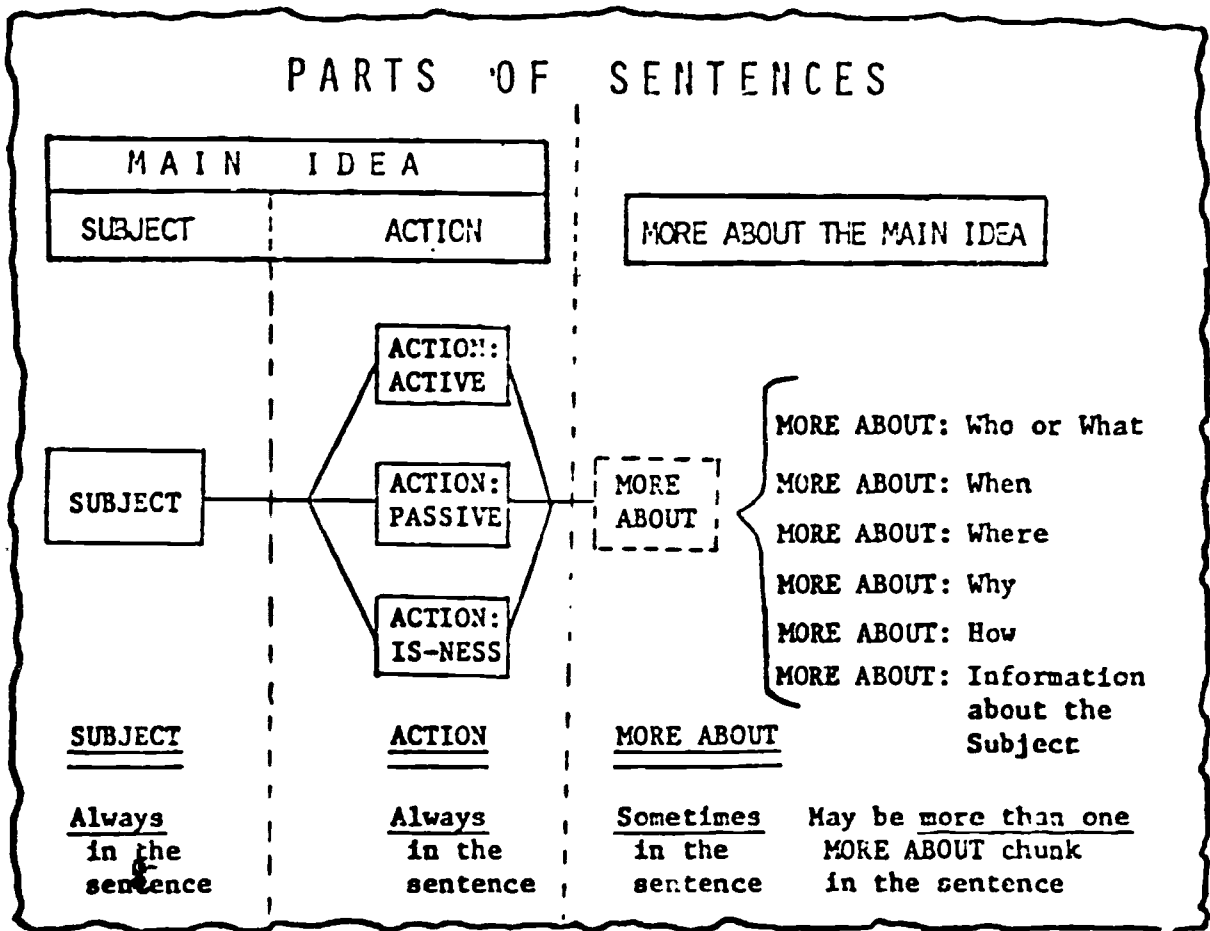 PARTS OF SENTENCES
MAIN IDEA
SUBJECT ACTION
MORE ABOUT THE MAIN IDEA
SUBJECT
ACTION:
ACTIVE
ACTION:
PASSIVE
ACTION:
IS-NESS
MORE
ABOUT
MORE ABOUT: Who or What
MORE ABOUT: When
MORE ABOUT: Where
MORE ABOUT: Why
MORE ABOUT: How
MORE ABOUT: Information
about the
Subject
SUBJECT
Always
in the
sentence
ACTION
Always
in the
sentence
MORE ABOUT
Sometimes
in the
sentence
May be more than one
MORE ABOUT chunk
in the sentence